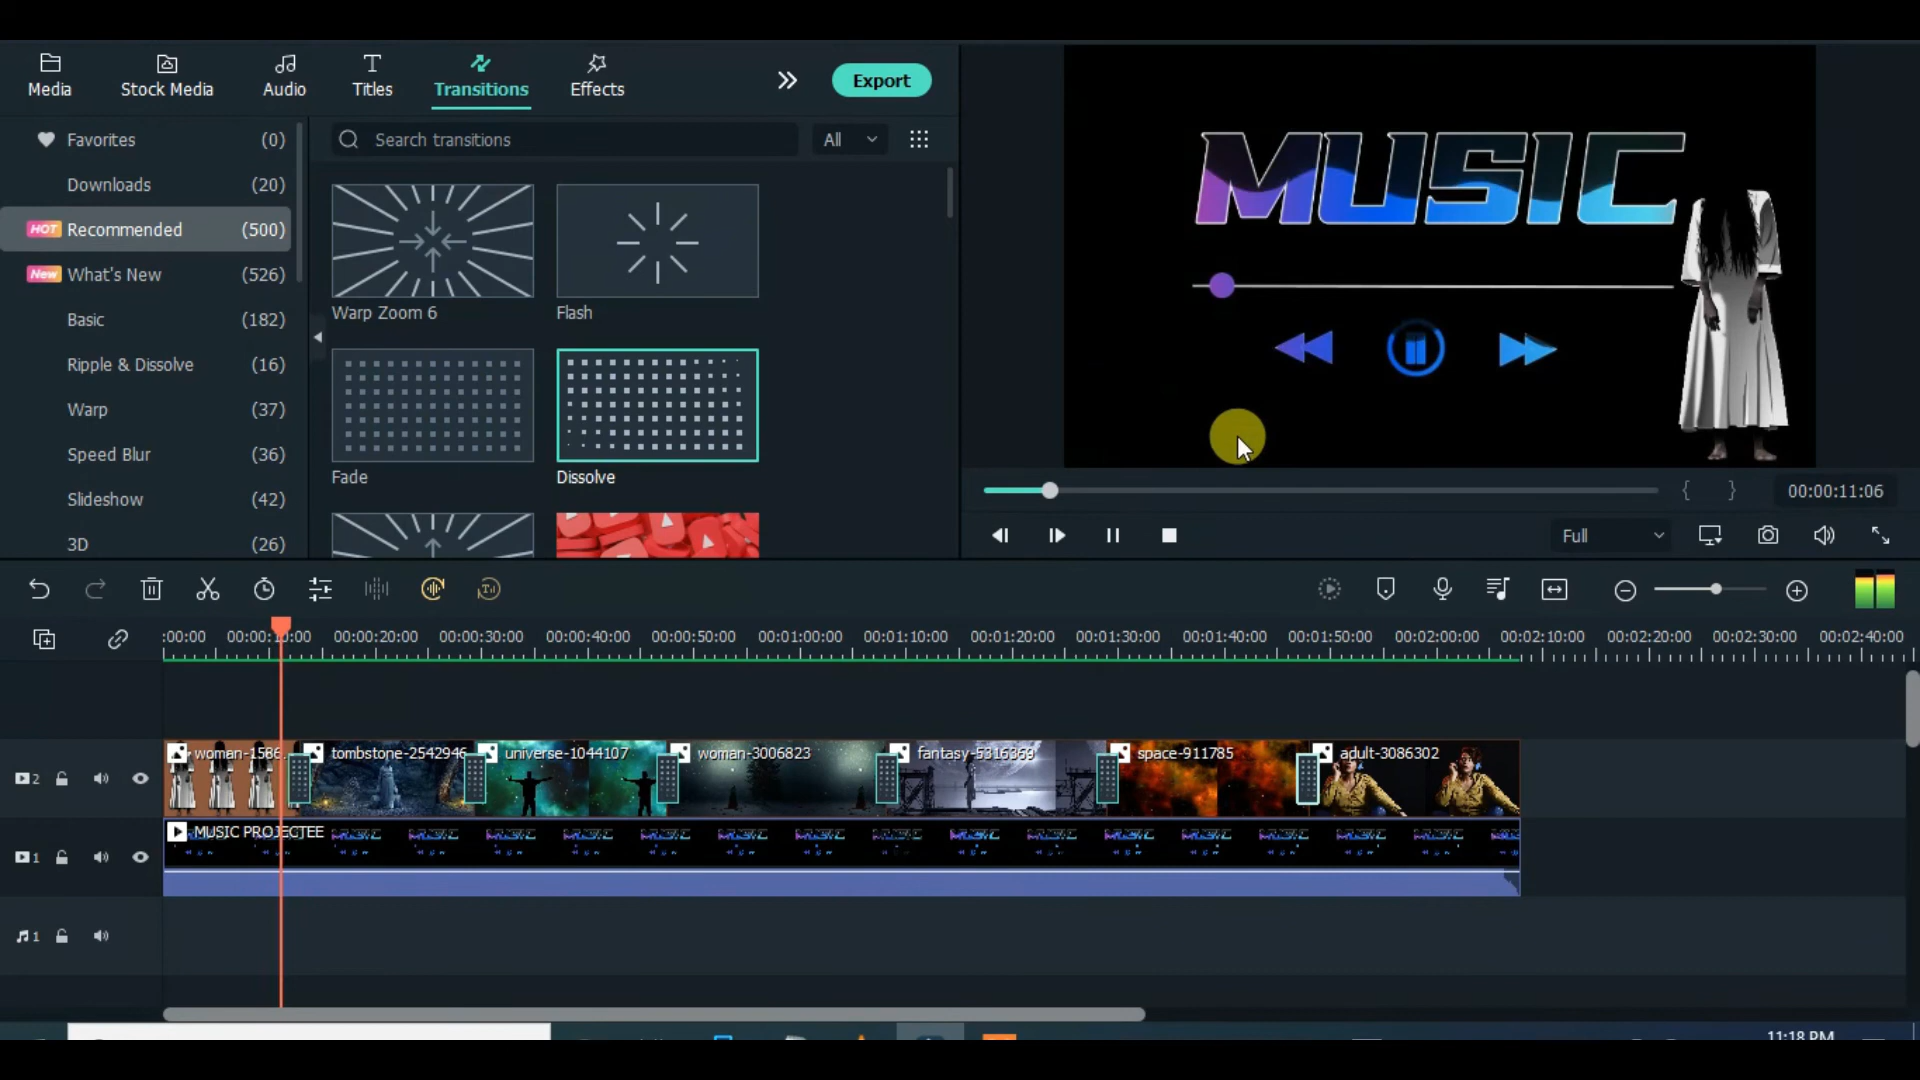 Media
Stock Media
Audio
Titles
Transitions
Effects
Export
Favorites (0)
Downloads (20)
HOT Recommended (500)
New What's New (526)
Basic (182)
Ripple & Dissolve (16)
Warp (37)
Speed Blur (36)
Slideshow (42)
3D (26)
Search transitions
All
Warp Zoom 6
Flash
Fade
Dissolve
MUSIC
00:00:11:06
Full
:00:00 00:00:10:00 00:00:20:00 00:00:30:00 00:00:40:00 00:00:50:00 00:01:00:00 00:01:10:00 00:01:20:00 00:01:30:00 00:01:40:00 00:01:50:00 00:02:00:00 00:02:10:00 00:02:20:00 00:02:30:00 00:02:40:00
2
woman-1586
tombstone-2542946
universe-1044107
woman-3006823
fantasy-5316369
space-911785
adult-3086302
1
MUSIC PROJECTEE
1
11:18 PM